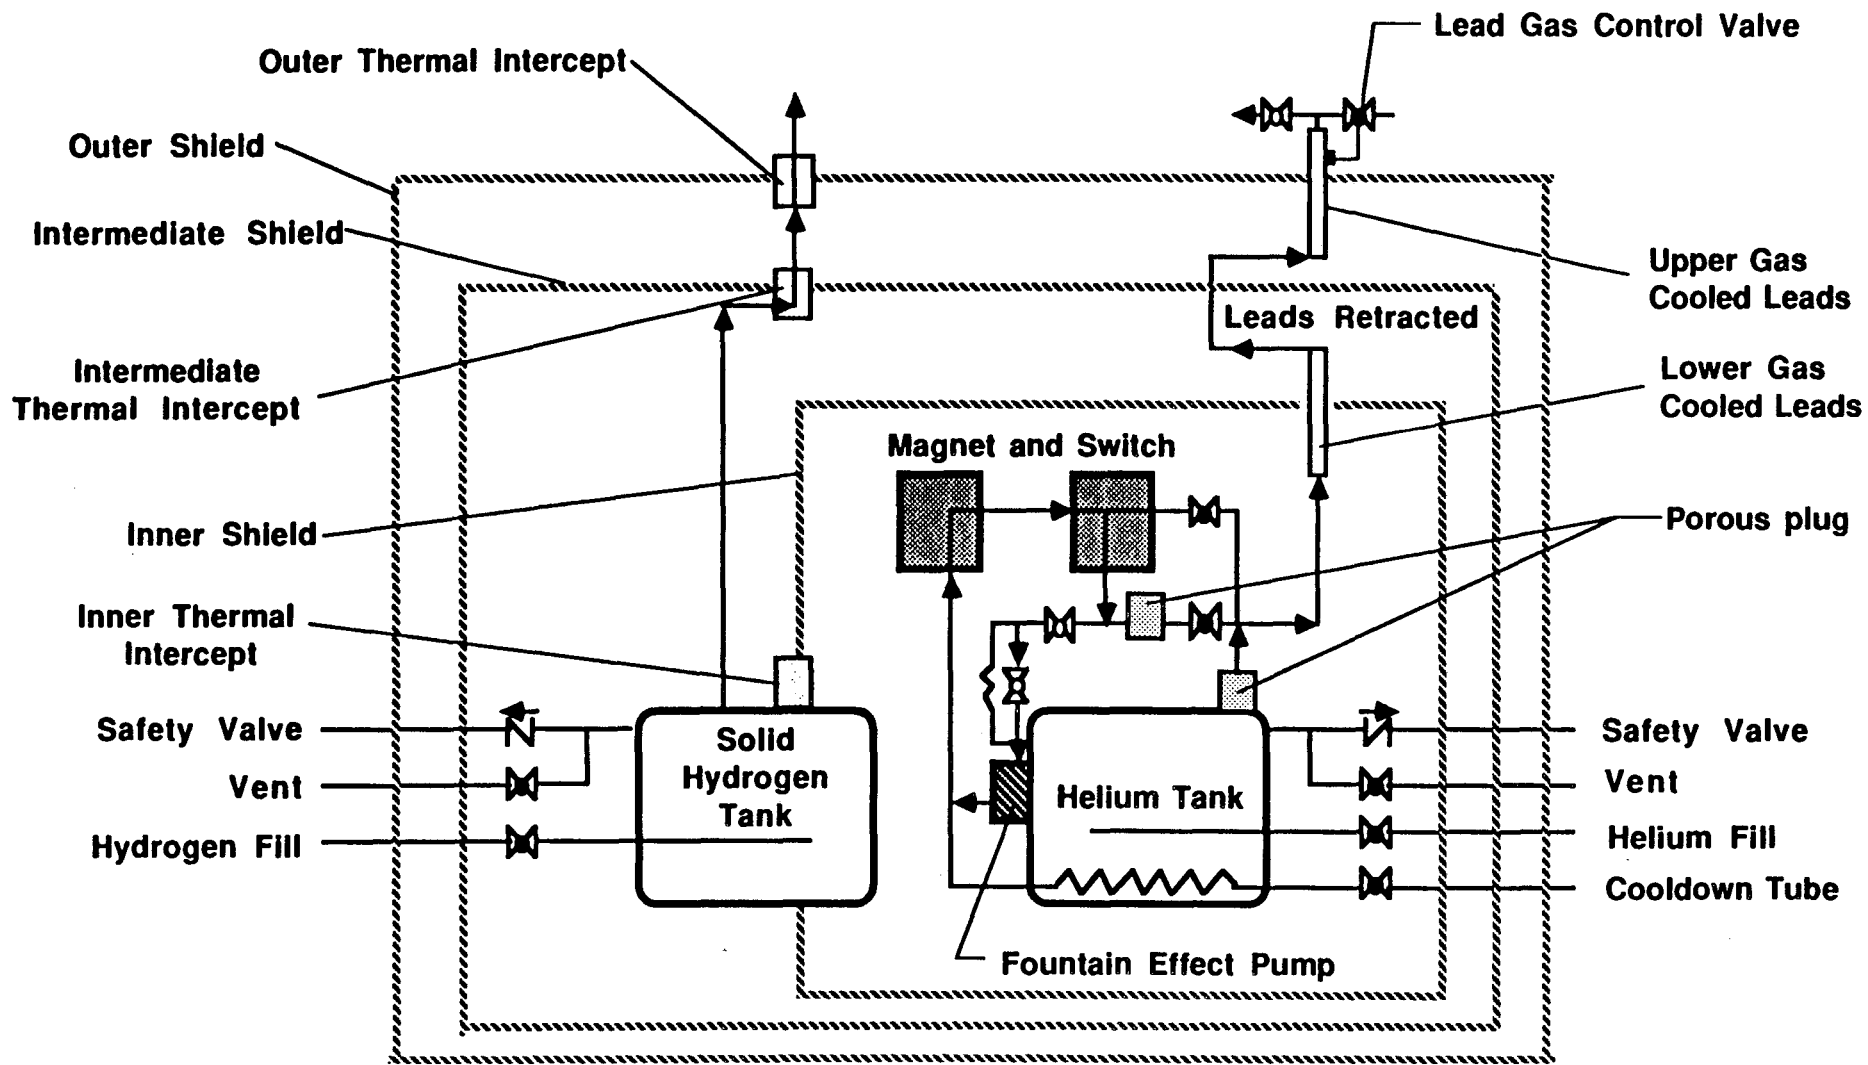 Lead Gas Control Valve
Outer Thermal Intercept
Outer Shield
Intermediate Shield
Upper Gas
Cooled Leads
Leads Retracted
Intermediate
Thermal Intercept
Lower Gas
Cooled Leads
Magnet and Switch
Inner Shield
Porous plug
Inner Thermal
Intercept
Safety Valve
Solid
Hydrogen
Tank
Safety Valve
Vent
Helium Tank
Vent
Hydrogen Fill
Helium Fill
Cooldown Tube
Fountain Effect Pump